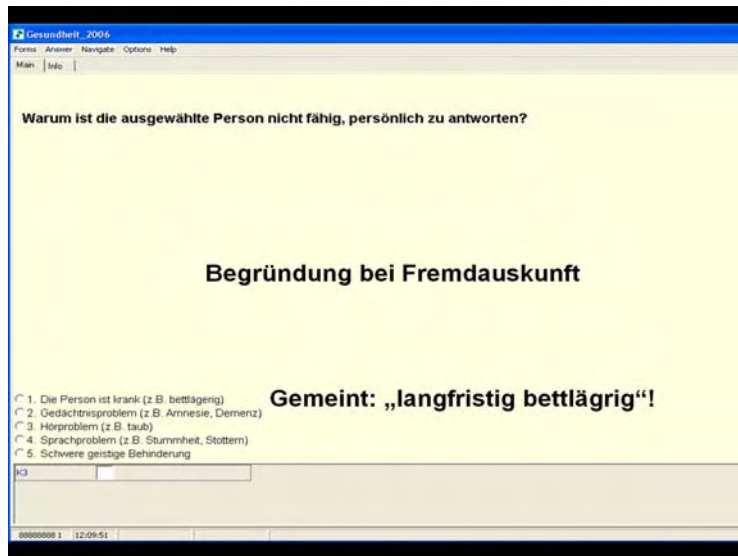 Gesundheit_2006
Forms Answer Navigate Options Help
Main Info
Warum ist die ausgewählte Person nicht fähig, persönlich zu antworten?
Begründung bei Fremdauskunft
1. Die Person ist krank (z.B. bettlägerig)
Gemeint: „langfristig bettlägrig“!
2. Gedächtnisproblem (z.B. Amnesie, Demenz)
3. Hörproblem (z.B. taub)
4. Sprachproblem (z.B. Stummheit, Stottern)
5. Schwere geistige Behinderung
K3
88888888 1 12:09:51